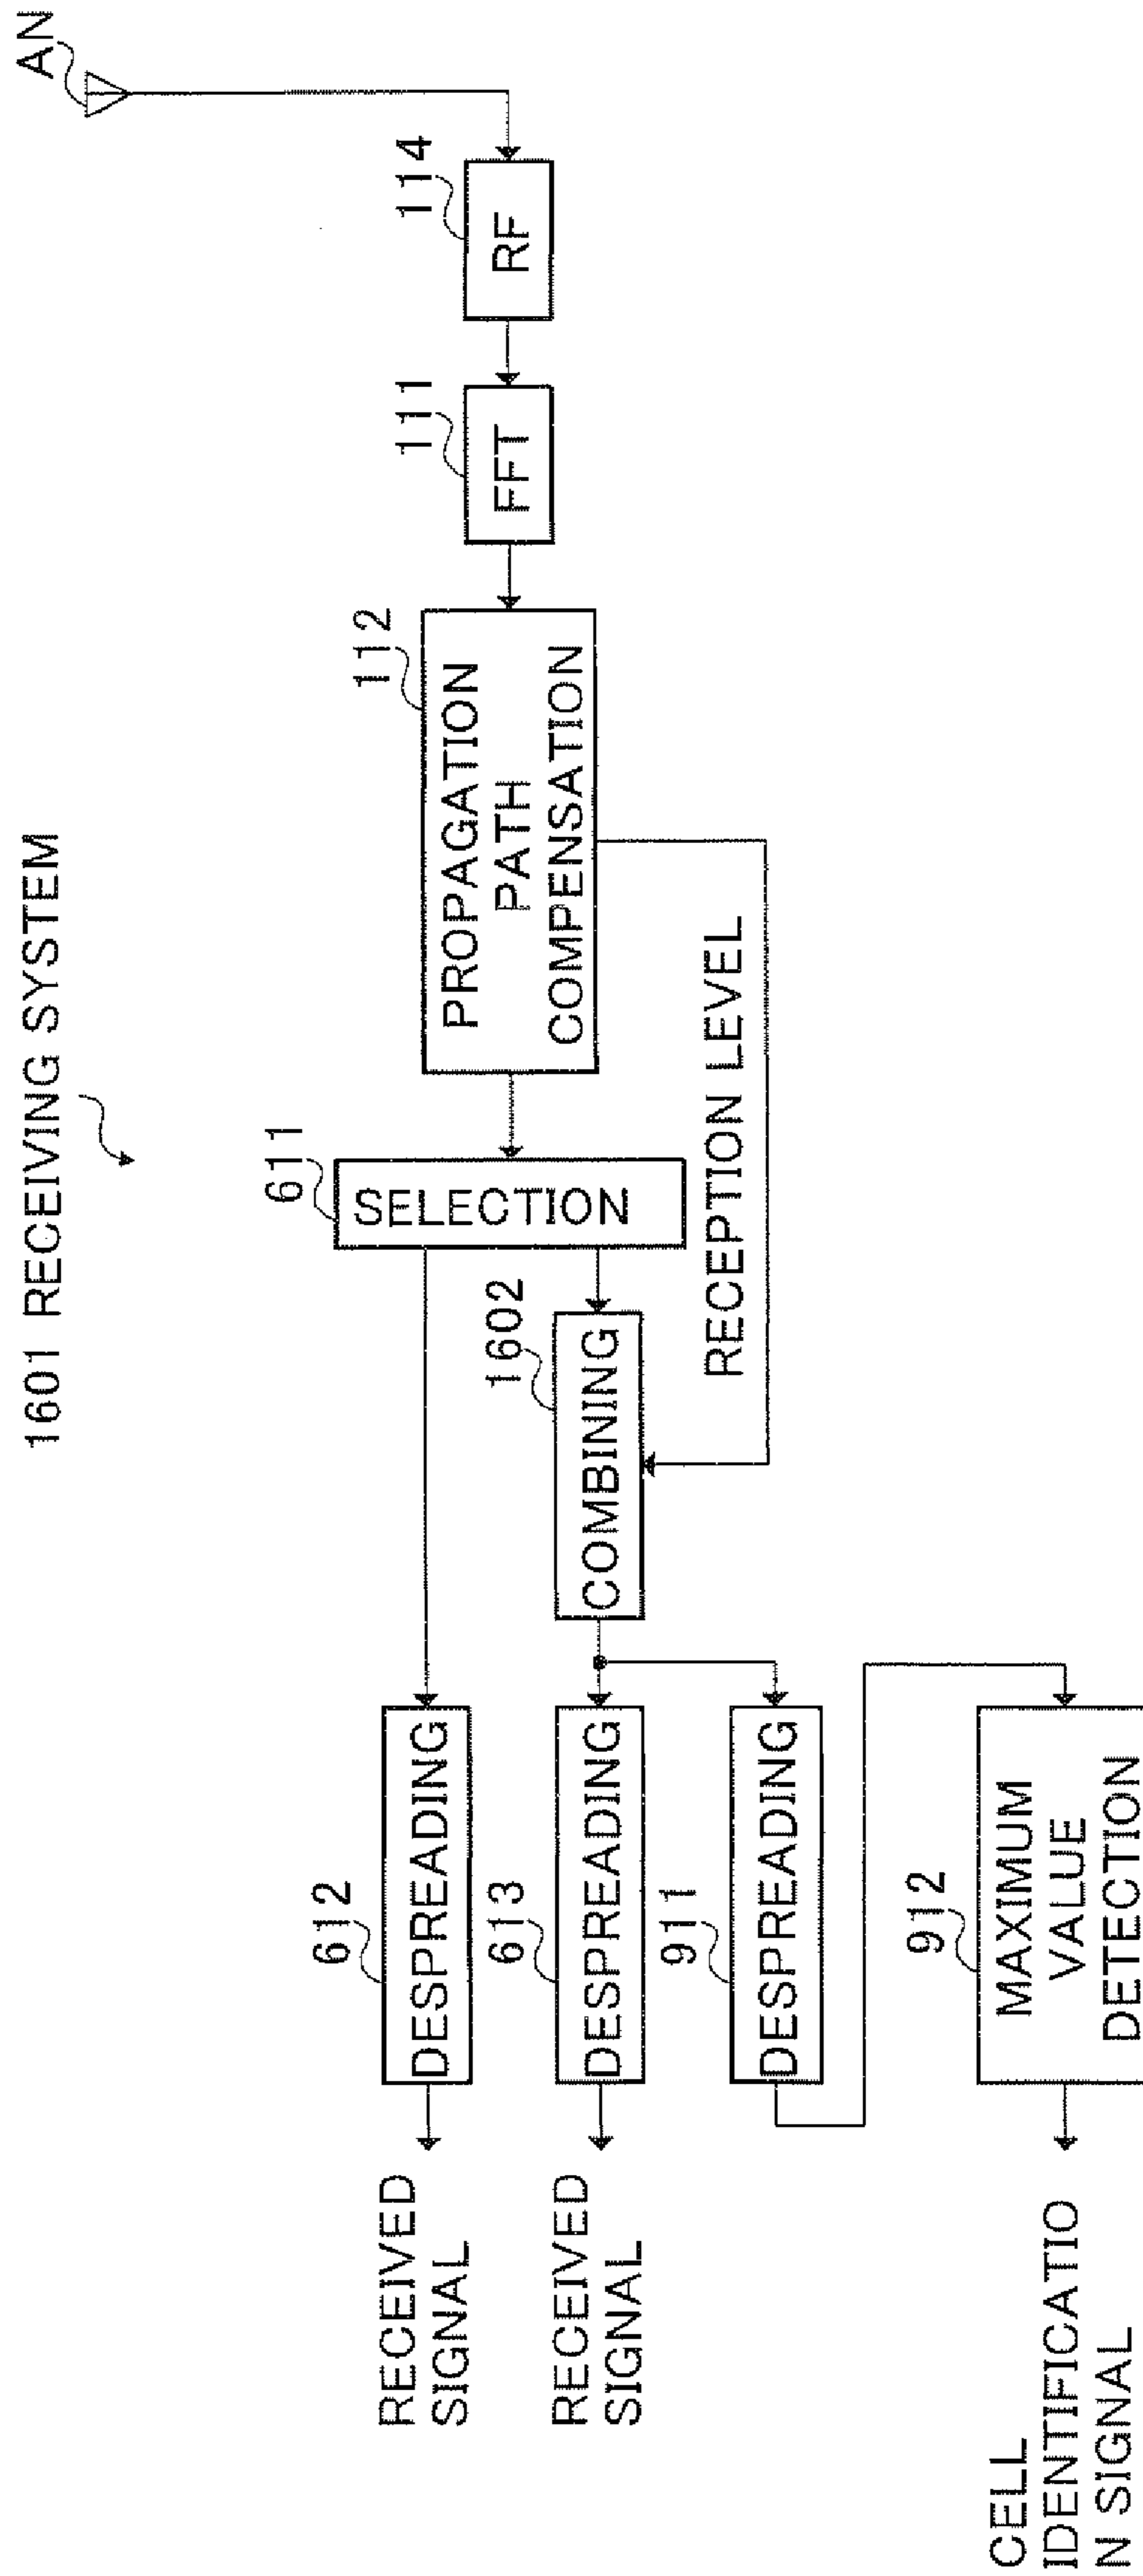 1601 RECEIVING SYSTEM
AN
114
RF
111
FFT
112
PROPAGATION
PATH
COMPENSATION
611
SELECTION
RECEPTION LEVEL
1602
COMBINING
612
DESPREADING
RECEIVED
SIGNAL
613
DESPREADING
RECEIVED
SIGNAL
911
DESPREADING
912
MAXIMUM
VALUE
DETECTION
CELL
IDENTIFICATIO
N SIGNAL